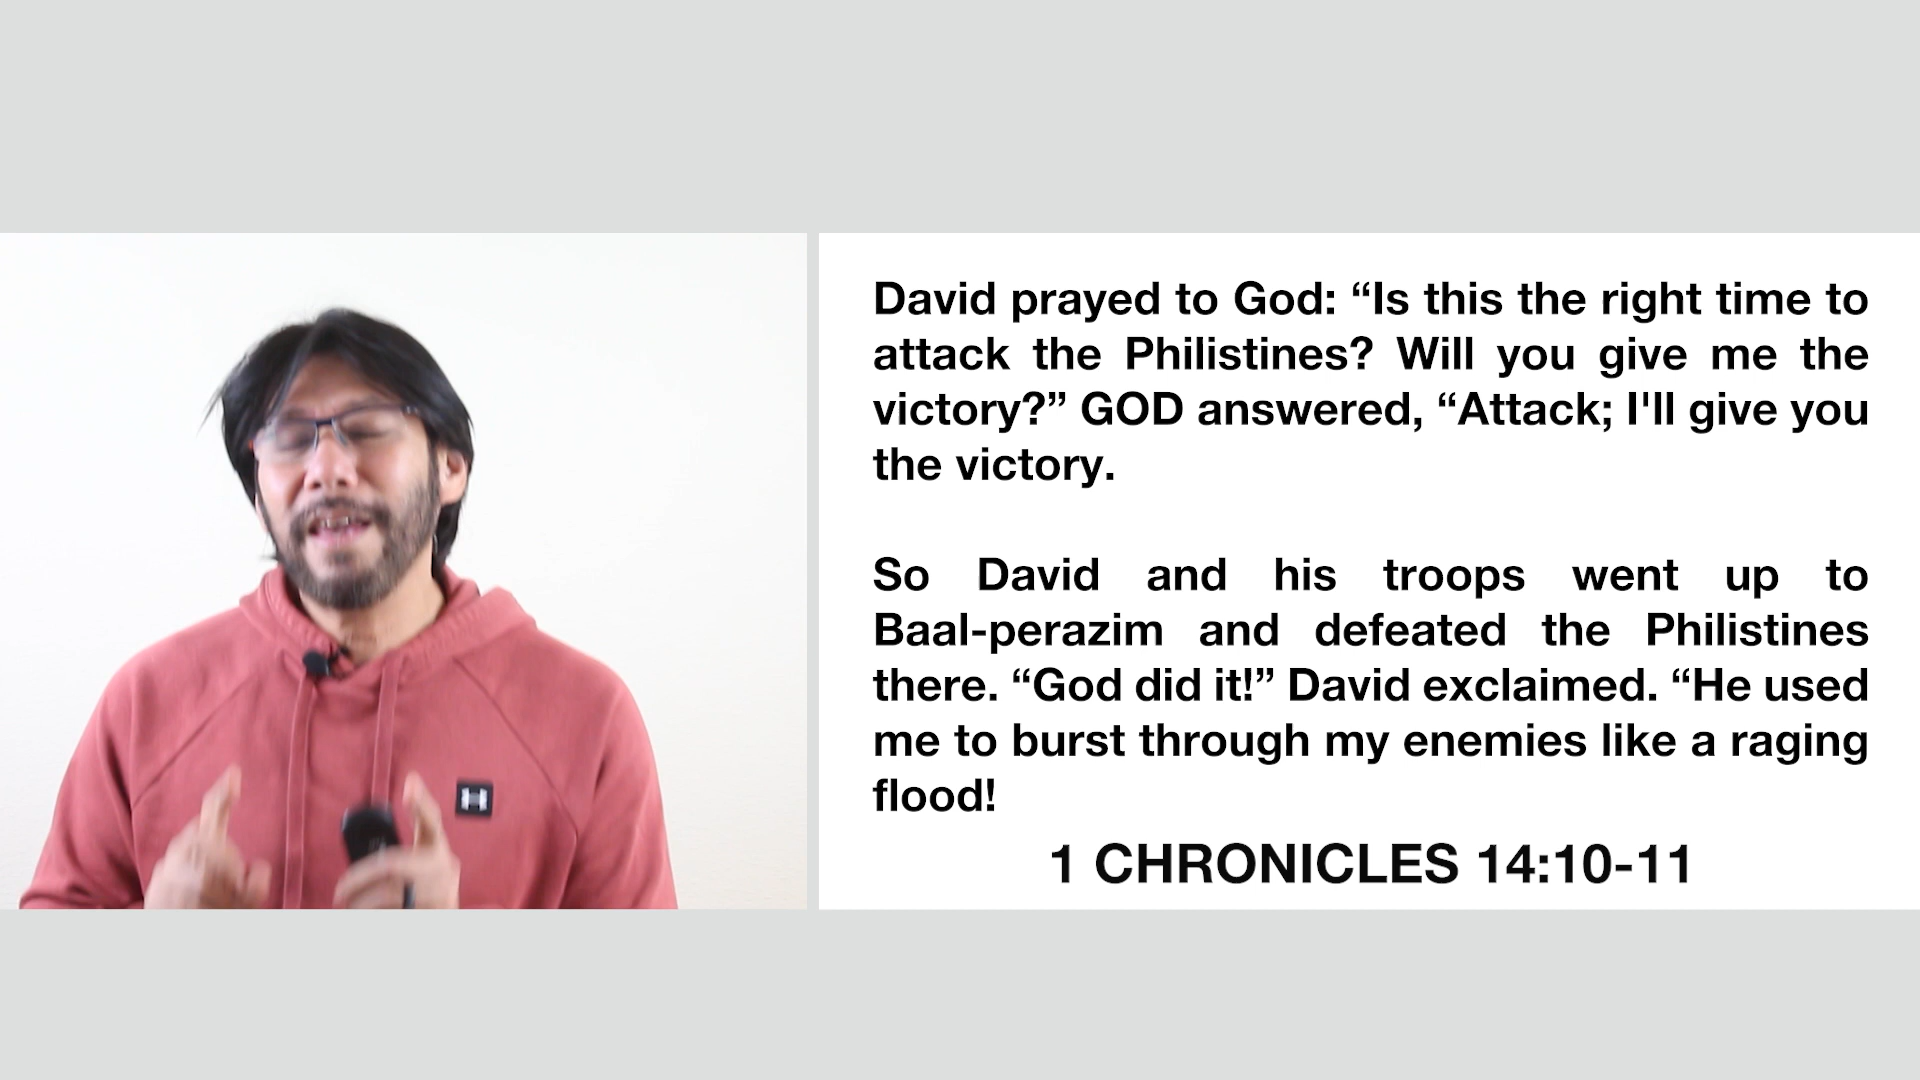 David prayed to God: “Is this the right time to
attack the Philistines? Will you give me the
victory?” GOD answered, “Attack; I'll give you
the victory.
So David and his troops went up to
Baal-perazim and defeated the Philistines
there. “God did it!” David exclaimed. “He used
me to burst through my enemies like a raging
flood!
1 CHRONICLES 14:10-11